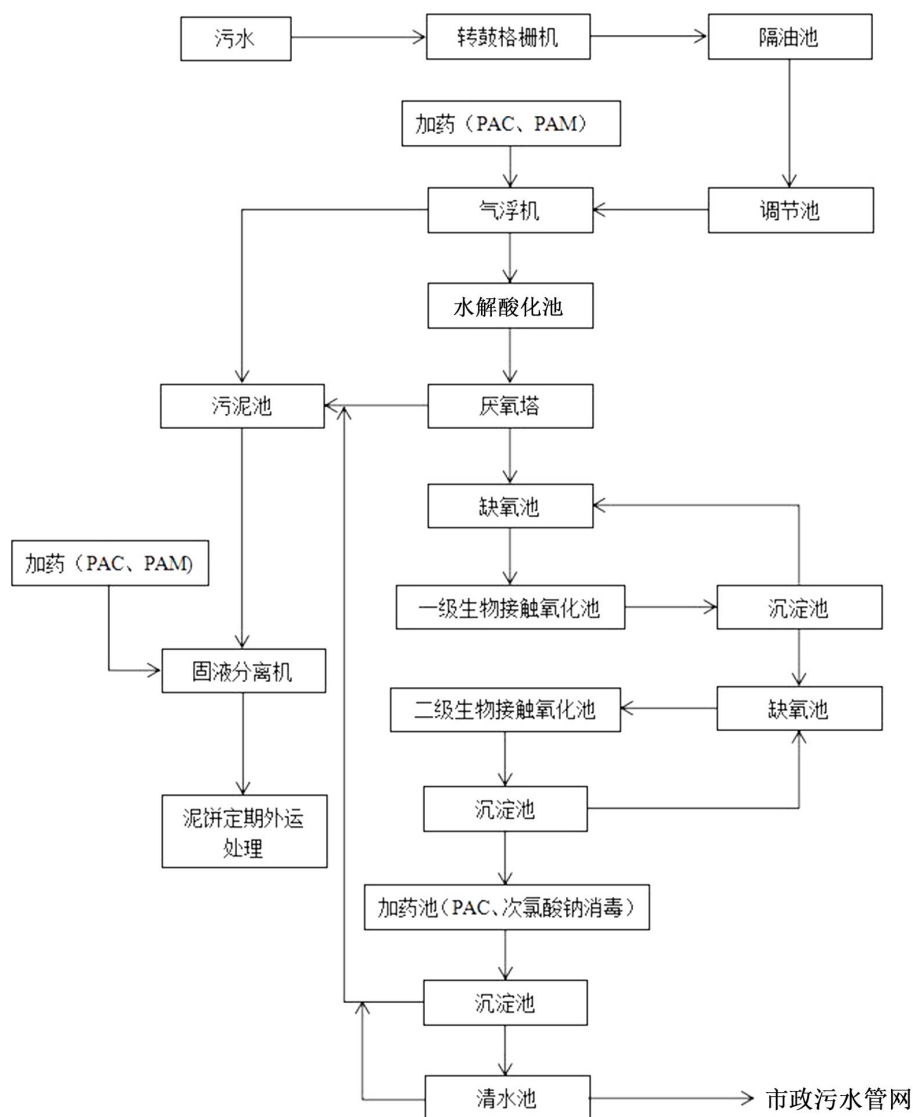 污水
转鼓格栅机
隔油池
加药（PAC、PAM）
气浮机
调节池
水解酸化池
污泥池
厌氧塔
缺氧池
加药（PAC、PAM)
一级生物接触氧化池
沉淀池
固液分离机
二级生物接触氧化池
缺氧池
泥饼定期外运
处理
沉淀池
加药池（PAC、次氯酸钠消毒）
沉淀池
清水池
市政污水管网